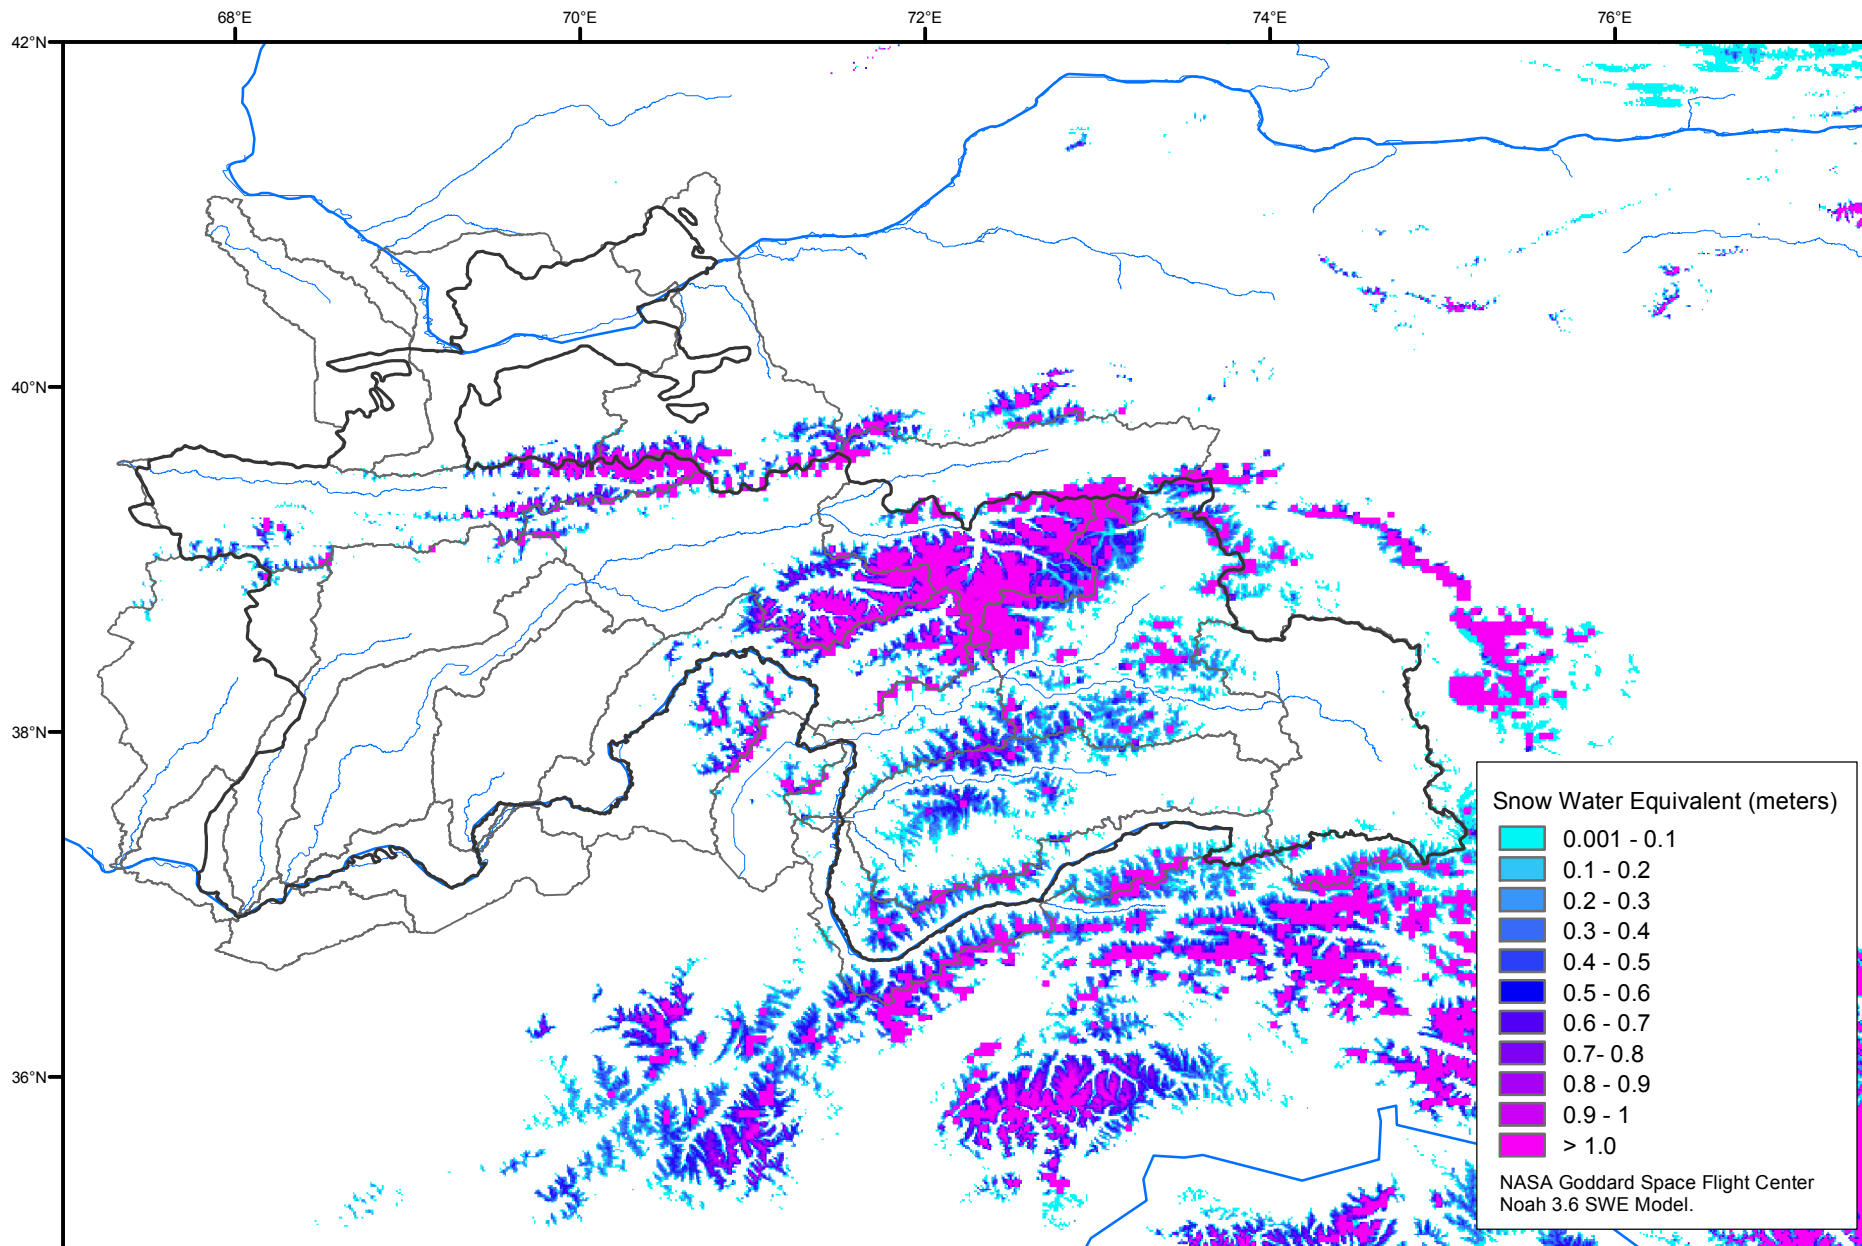 68°E
70°E
72°E
74°E
76°E
42°N
40°N
38°N
36°N
Snow Water Equivalent (meters)
0.001 - 0.1
0.1 - 0.2
0.2 - 0.3
0.3 - 0.4
0.4 - 0.5
0.5 - 0.6
0.6 - 0.7
0.7- 0.8
0.8 - 0.9
0.9 - 1
> 1.0
NASA Goddard Space Flight Center
Noah 3.6 SWE Model.